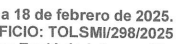 a 18 de febrero de 2025.
FICIO: TOLSMI/298/2025